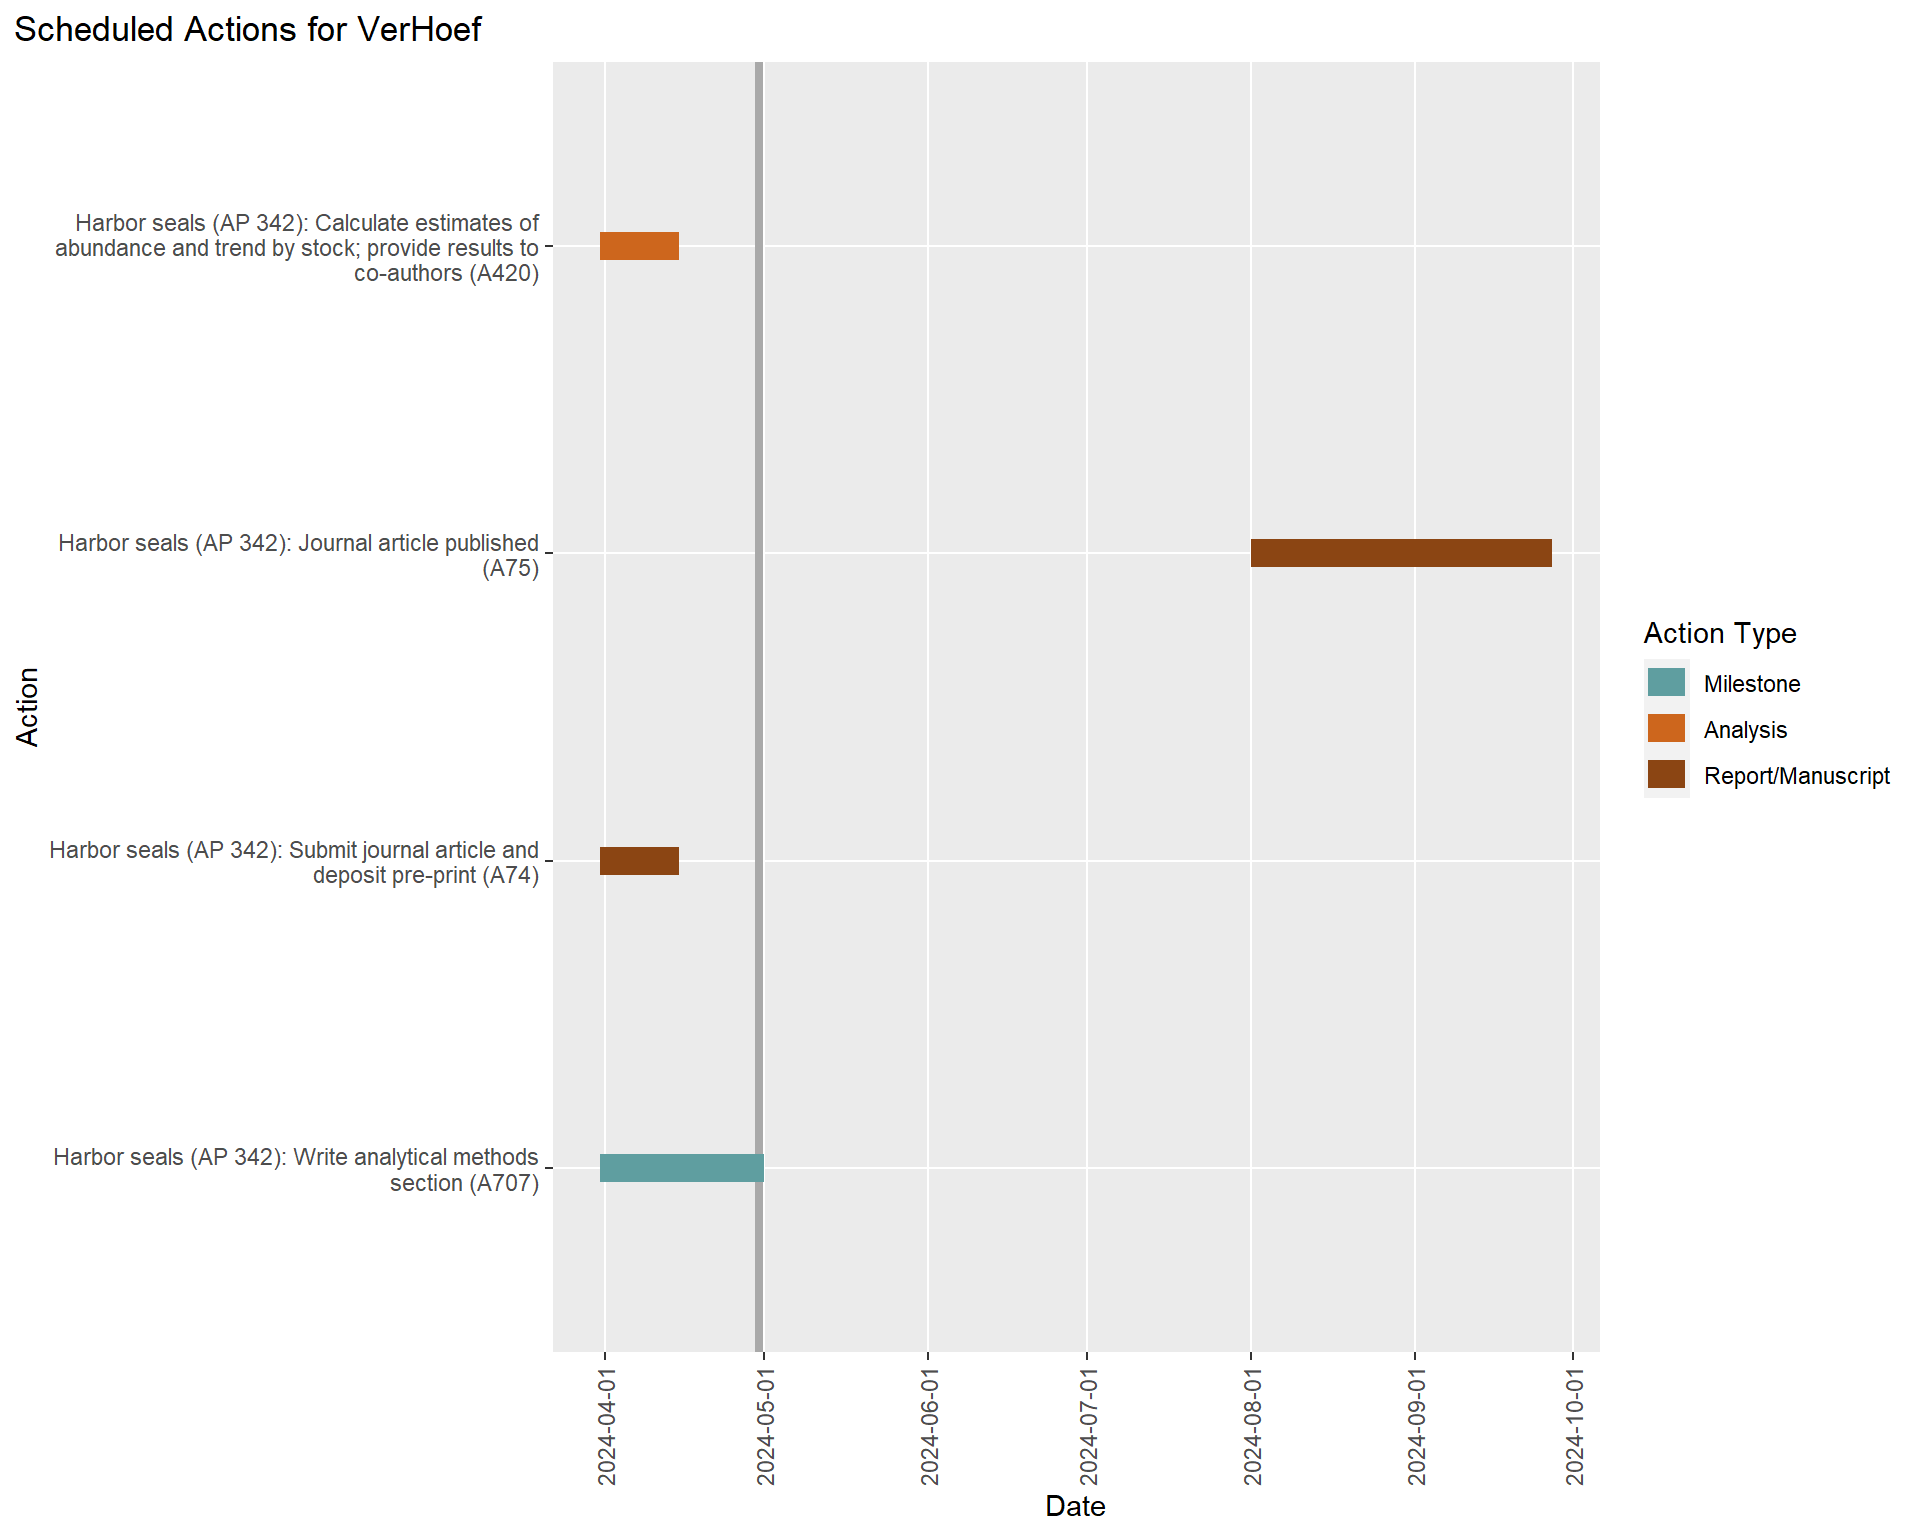 Scheduled Actions for VerHoef
Harbor seals (AP 342): Calculate estimates of
abundance and trend by stock; provide results to
co-authors (A420)
Harbor seals (AP 342): Journal article published
(A75)
Harbor seals (AP 342): Submit journal article and
deposit pre-print (A74)
Harbor seals (AP 342): Write analytical methods
section (A707)
Action
2024-04-01
2024-05-01
2024-06-01
2024-07-01
2024-08-01
2024-09-01
2024-10-01
Date
Action Type
Milestone
Analysis
Report/Manuscript